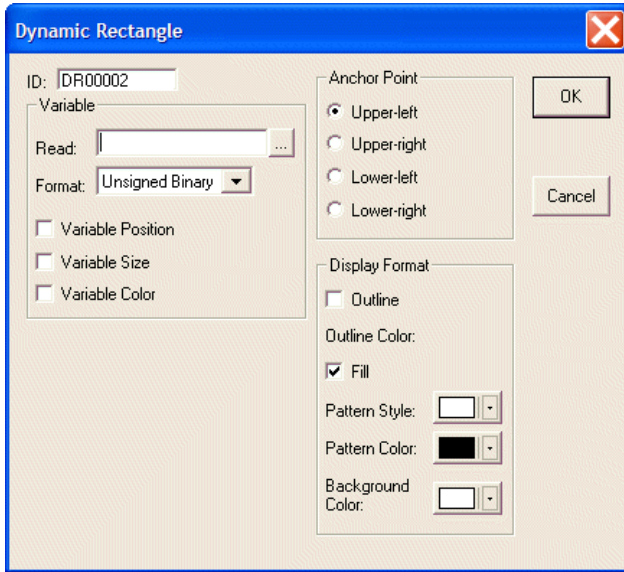 Dynamic Rectangle
ID: DR00002
Variable
Read:
...
Format: Unsigned Binary
Variable Position
Variable Size
Variable Color
Anchor Point
Upper-left
Upper-right
Lower-left
Lower-right
Display Format
Outline
Outline Color:
Fill
Pattern Style:
Pattern Color:
Background
Color:
OK
Cancel